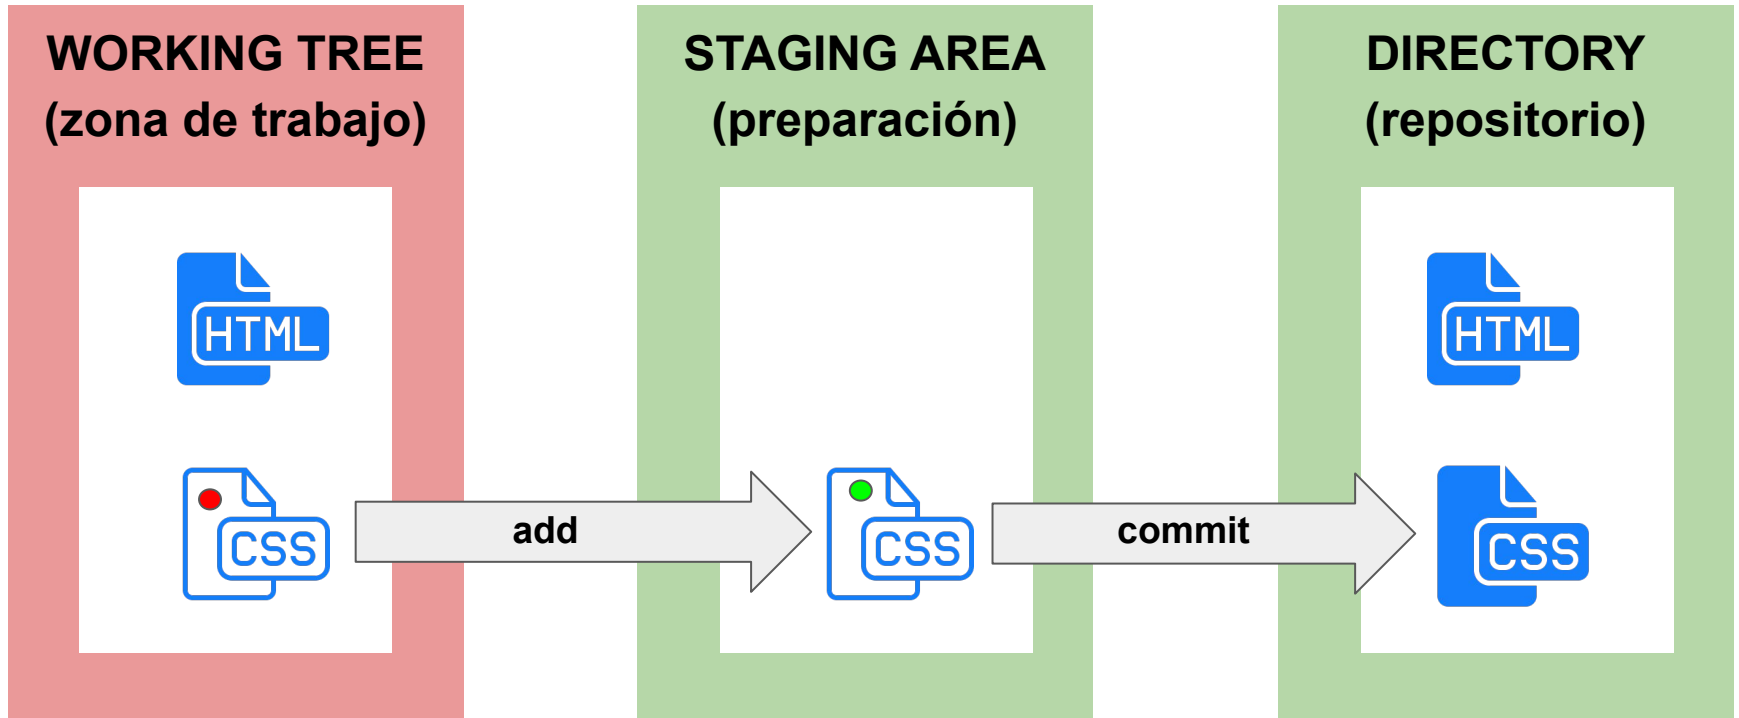 WORKING TREE
(zona de trabajo)
STAGING AREA
(preparación)
DIRECTORY
(repositorio)
HTML
HTML
CSS
add
CSS
commit
CSS